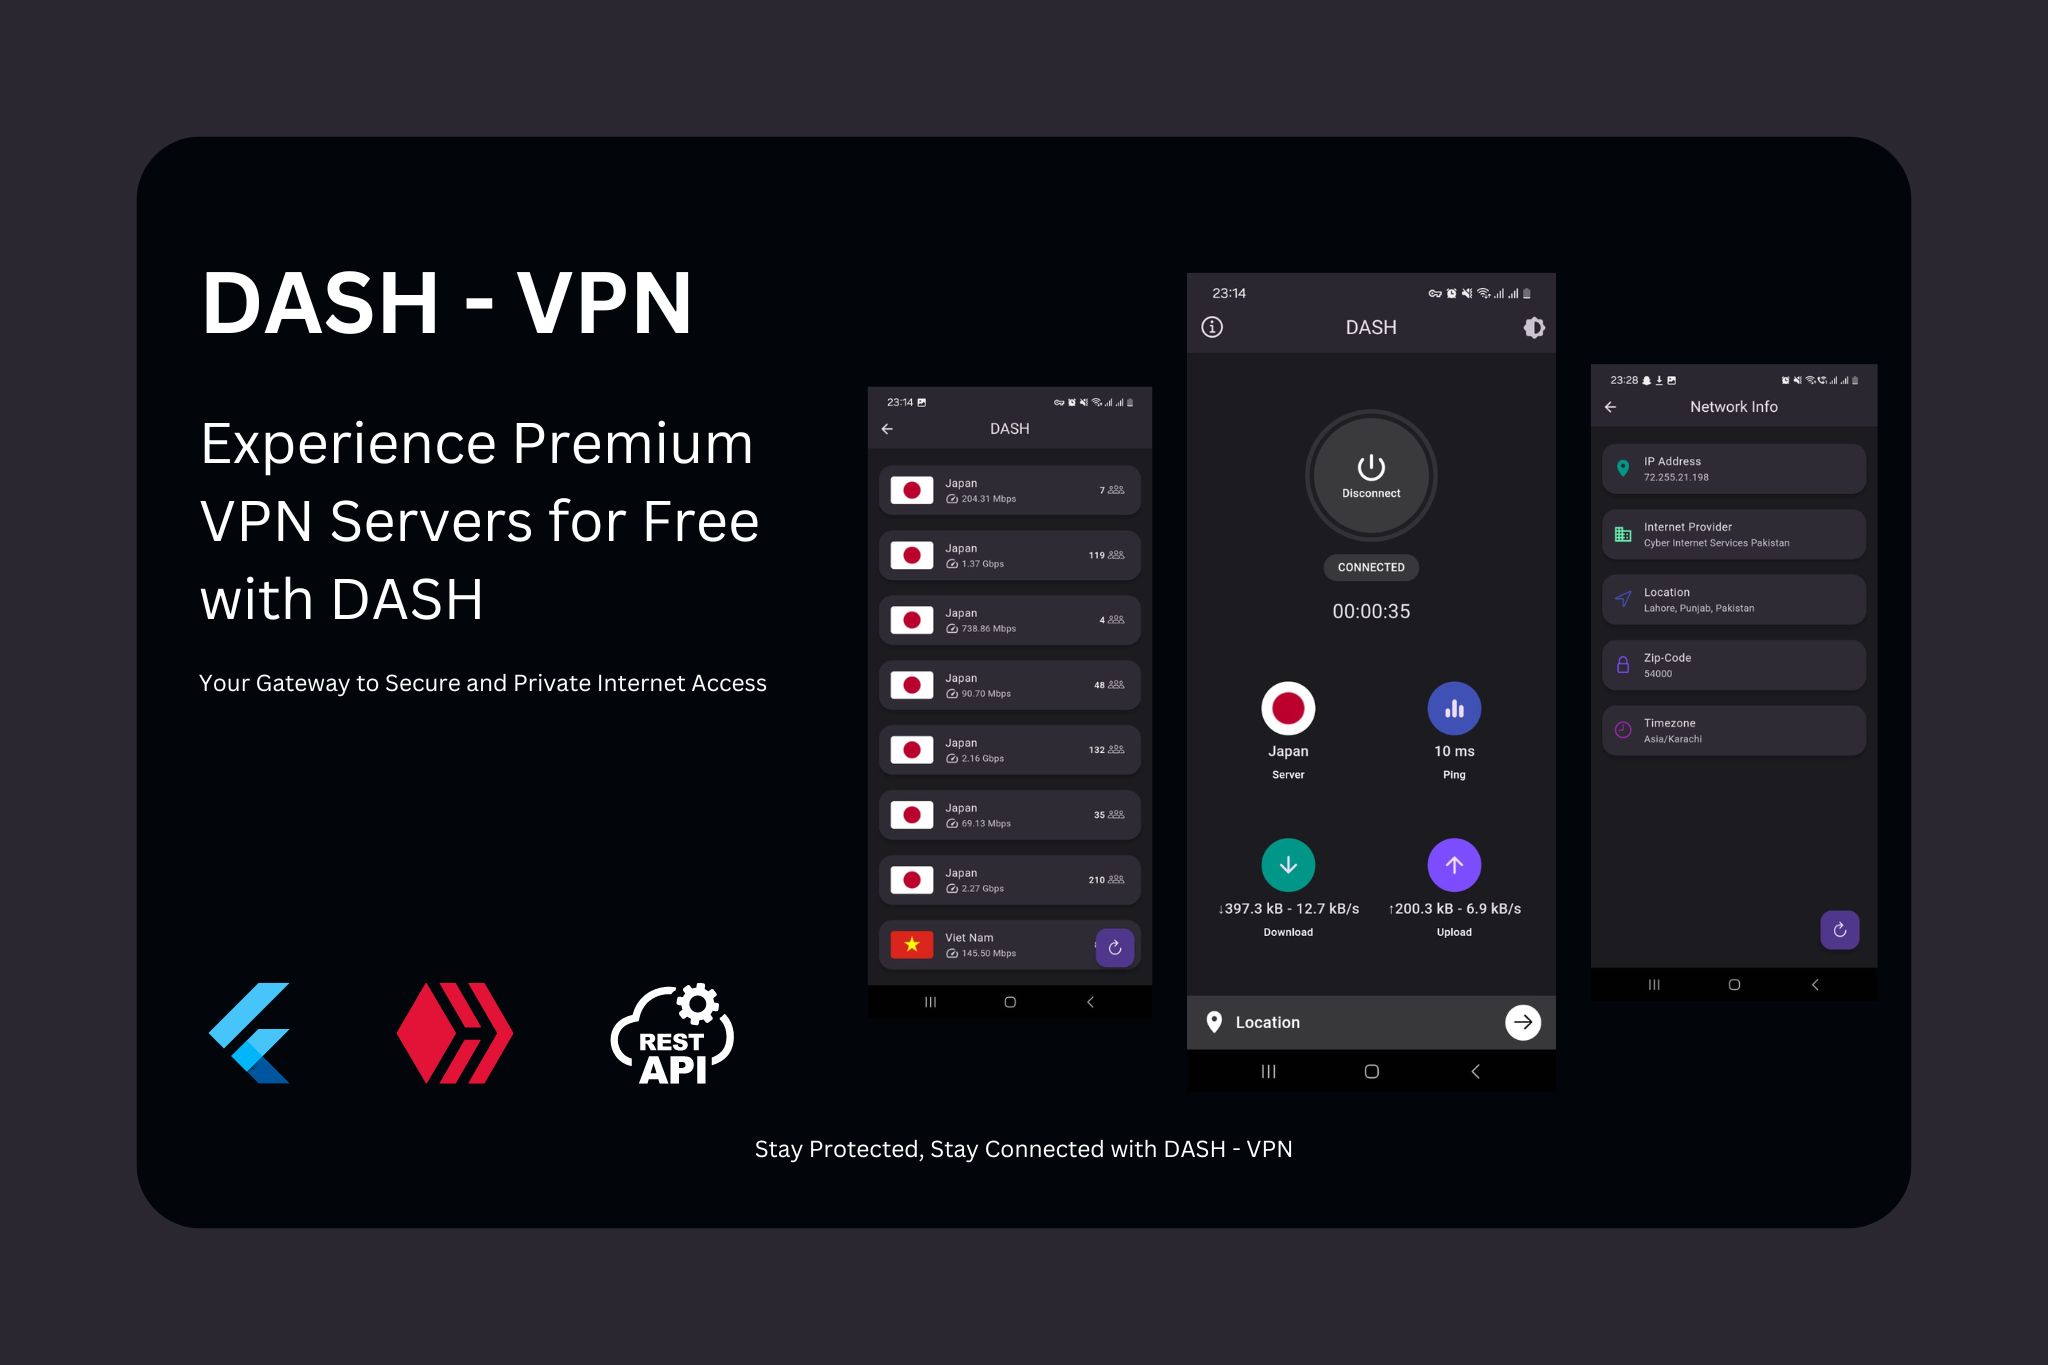 DASH - VPN
Experience Premium
VPN Servers for Free
with DASH
Your Gateway to Secure and Private Internet Access
REST
API
23:14
DASH
Japan
204.31 Mbps
7
Japan
1.37 Gbps
119
Japan
738.86 Mbps
4
Japan
90.70 Mbps
48
Japan
2.16 Gbps
132
Japan
69.13 Mbps
35
Japan
2.27 Gbps
210
Viet Nam
145.50 Mbps
23:14
DASH
Disconnect
CONNECTED
00:00:35
Japan
Server
10 ms
Ping
↓397.3 kB - 12.7 kB/s
Download
↑200.3 kB - 6.9 kB/s
Upload
Location
23:28
Network Info
IP Address
72.255.21.198
Internet Provider
Cyber Internet Services Pakistan
Location
Lahore, Punjab, Pakistan
Zip-Code
54000
Timezone
Asia/Karachi
Stay Protected, Stay Connected with DASH - VPN